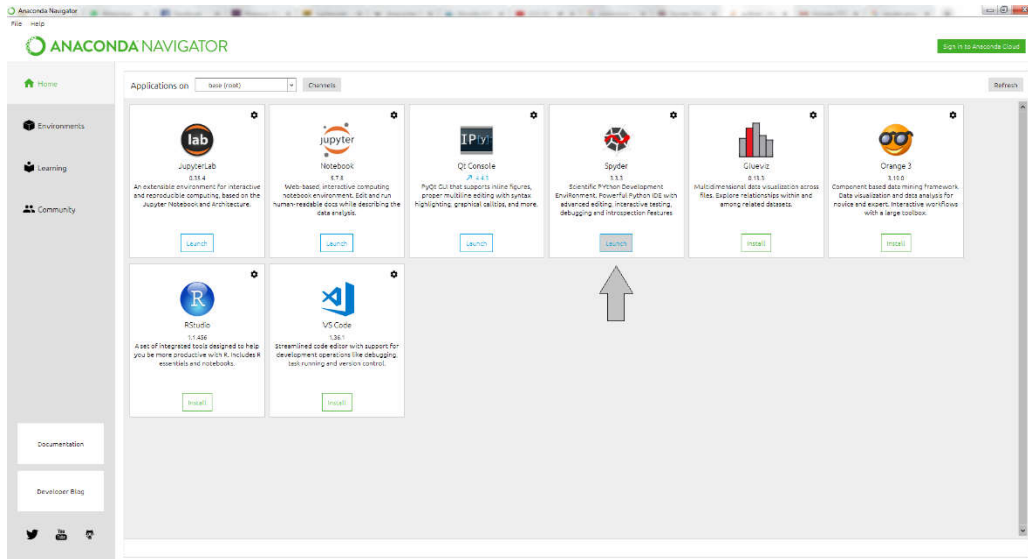 Anaconda Navigator
File Help
ANACONDA NAVIGATOR
Sign in to Anaconda Cloud
Home
Environments
Learning
Community
Applications on base (root) Channels
Refresh
lab
JupyterLab
0.35.4
An extensible environment for interactive
and reproducible computing, based on the
Jupyter Notebook and Architecture.
Launch
jupyter
Notebook
5.7.8
Web-based, interactive computing
notebook environment. Edit and run
human-readable docs while describing the
data analysis.
Launch
IP[y]
Qt Console
4.4.3
PyQt GUI that supports inline figures,
proper multiline editing with syntax
highlighting, graphical calltips, and more.
Launch
Spyder
3.3.3
Scientific PYthon Development
EnviRonment. Powerful Python IDE with
advanced editing, interactive testing,
debugging and introspection features
Launch
Glueviz
0.13.3
Multidimensional data visualization across
files. Explore relationships within and
among related datasets.
Install
Orange 3
Component based data mining framework.
Data visualization and data analysis for
novice and expert. Interactive workflows
with a large toolbox.
Install
R
RStudio
1.1.456
A set of integrated tools designed to help
you be more productive with R. Includes R
essentials and notebooks.
Install
VS Code
1.36.1
Streamlined code editor with support for
development operations like debugging,
task running and version control.
Install
Documentation
Developer Blog
You
Tube